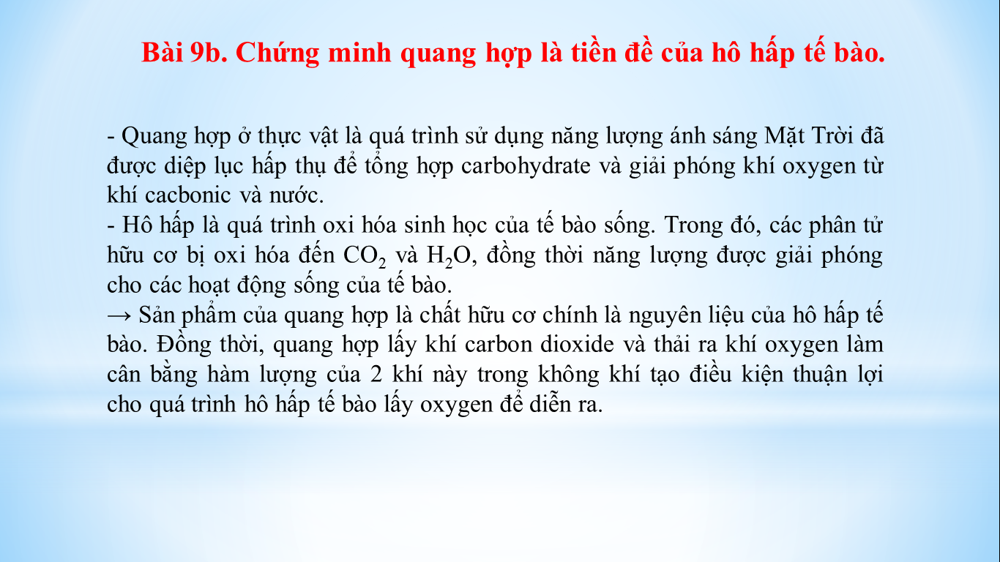 Bài 9b. Chứng minh quang hợp là tiền đề của hô hấp tế bào.
- Quang hợp ở thực vật là quá trình sử dụng năng lượng ánh sáng Mặt Trời đã
được diệp lục hấp thụ để tổng hợp carbohydrate và giải phóng khí oxygen từ
khí cacbonic và nước.
- Hô hấp là quá trình oxi hóa sinh học của tế bào sống. Trong đó, các phân tử
hữu cơ bị oxi hóa đến CO₂ và H₂O, đồng thời năng lượng được giải phóng
cho các hoạt động sống của tế bào.
→ Sản phẩm của quang hợp là chất hữu cơ chính là nguyên liệu của hô hấp tế
bào. Đồng thời, quang hợp lấy khí carbon dioxide và thải ra khí oxygen làm
cân bằng hàm lượng của 2 khí này trong không khí tạo điều kiện thuận lợi
cho quá trình hô hấp tế bào lấy oxygen để diễn ra.